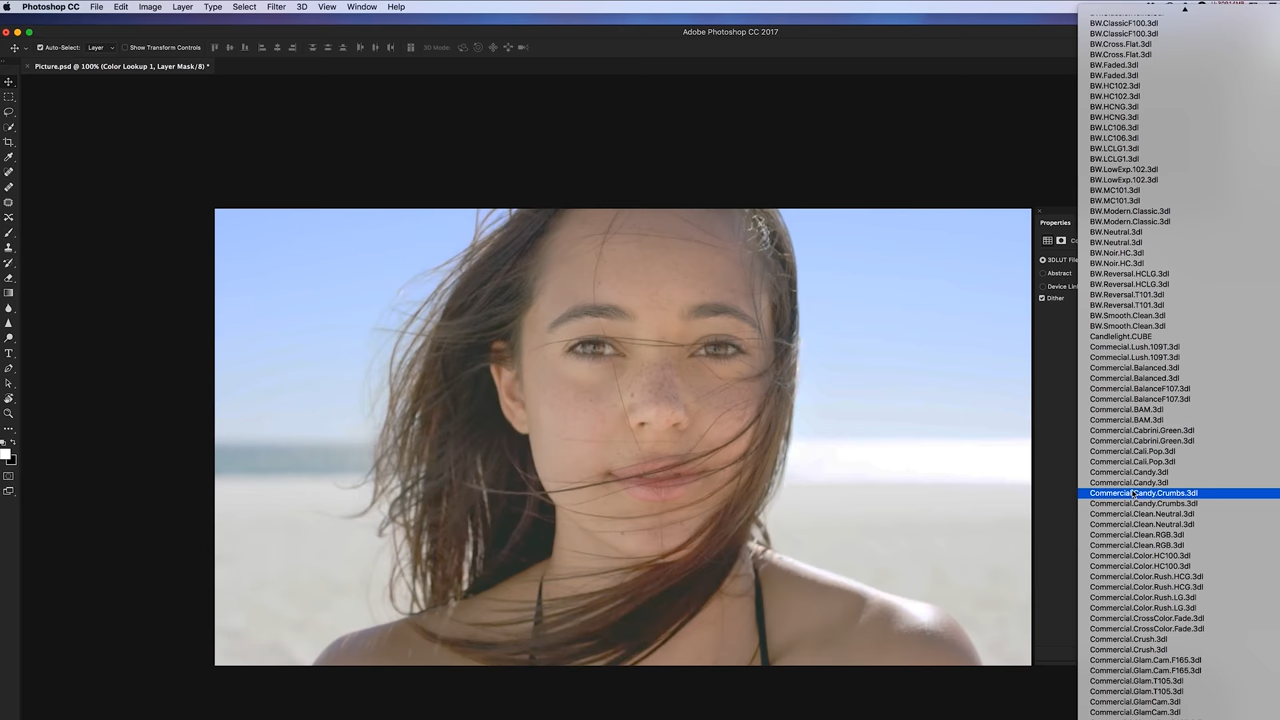 Photoshop CC File Edit Image Layer Type Select Filter 3D View Window Help
Adobe Photoshop CC 2017
Auto-Select: Layer Show Transform Controls 3D Mode:
Picture.psd @ 100% (Color Lookup 1, Layer Mask/8) *
Properties
3DLUT File
Abstract
Device Link
Dither
BW.ClassicF100.3dl
BW.ClassicF100.3dl
BW.Cross.Flat.3dl
BW.Cross.Flat.3dl
BW.Faded.3dl
BW.Faded.3dl
BW.HC102.3dl
BW.HC102.3dl
BW.HCNG.3dl
BW.HCNG.3dl
BW.LC106.3dl
BW.LC106.3dl
BW.LCLG1.3dl
BW.LCLG1.3dl
BW.LowExp.102.3dl
BW.LowExp.102.3dl
BW.MC101.3dl
BW.MC101.3dl
BW.Modern.Classic.3dl
BW.Modern.Classic.3dl
BW.Neutral.3dl
BW.Neutral.3dl
BW.Noir.HC.3dl
BW.Noir.HC.3dl
BW.Reversal.HCLG.3dl
BW.Reversal.HCLG.3dl
BW.Reversal.T101.3dl
BW.Reversal.T101.3dl
BW.Smooth.Clean.3dl
BW.Smooth.Clean.3dl
Candlelight.CUBE
Commecial.Lush.109T.3dl
Commecial.Lush.109T.3dl
Commercial.Balanced.3dl
Commercial.Balanced.3dl
Commercial.BalanceF107.3dl
Commercial.BalanceF107.3dl
Commercial.BAM.3dl
Commercial.BAM.3dl
Commercial.Cabrini.Green.3dl
Commercial.Cabrini.Green.3dl
Commercial.Cali.Pop.3dl
Commercial.Cali.Pop.3dl
Commercial.Candy.3dl
Commercial.Candy.3dl
Commercial.Candy.Crumbs.3dl
Commercial.Candy.Crumbs.3dl
Commercial.Clean.Neutral.3dl
Commercial.Clean.Neutral.3dl
Commercial.Clean.RGB.3dl
Commercial.Clean.RGB.3dl
Commercial.Color.HC100.3dl
Commercial.Color.HC100.3dl
Commercial.Color.Rush.HCG.3dl
Commercial.Color.Rush.HCG.3dl
Commercial.Color.Rush.LG.3dl
Commercial.Color.Rush.LG.3dl
Commercial.CrossColor.Fade.3dl
Commercial.CrossColor.Fade.3dl
Commercial.Crush.3dl
Commercial.Crush.3dl
Commercial.Glam.Cam.F165.3dl
Commercial.Glam.Cam.F165.3dl
Commercial.Glam.T105.3dl
Commercial.Glam.T105.3dl
Commercial.GlamCam.3dl
Commercial.GlamCam.3dl